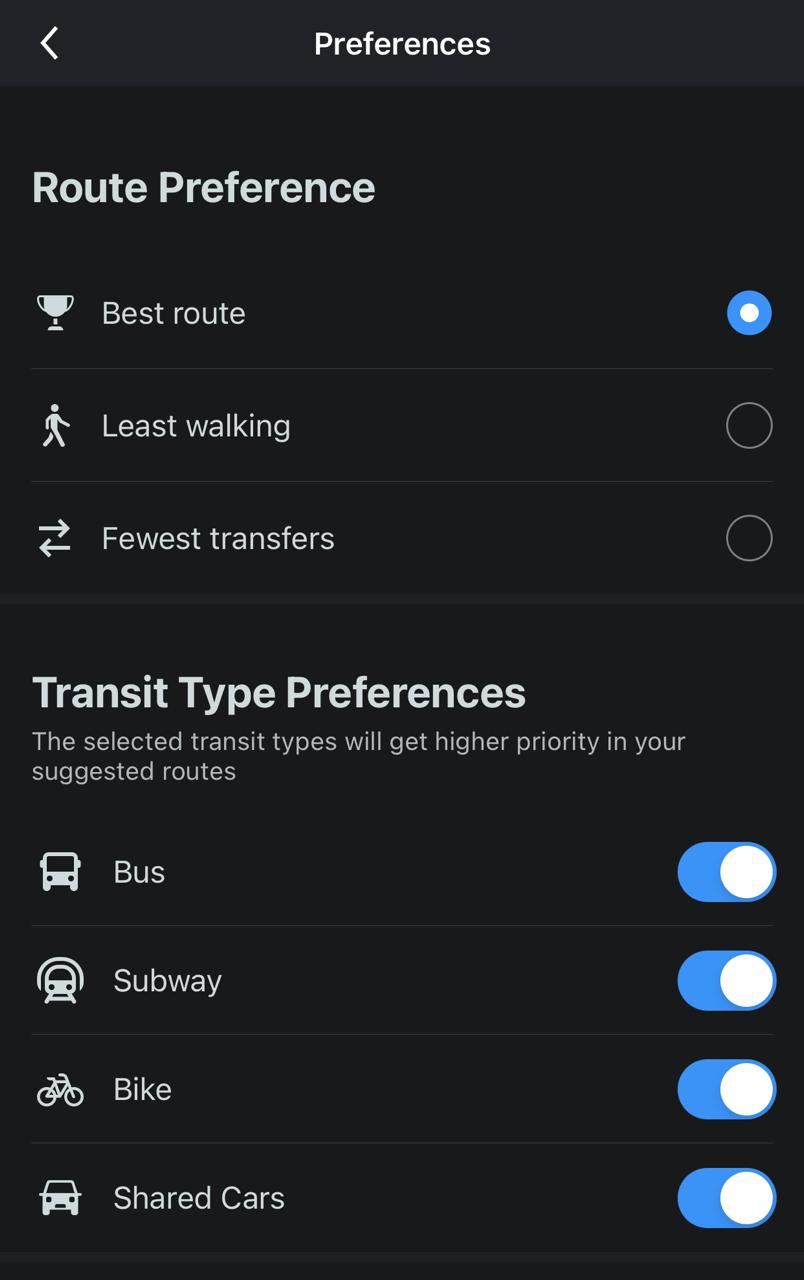 Preferences
Route Preference
Best route
Least walking
Fewest transfers
Transit Type Preferences
The selected transit types will get higher priority in your
suggested routes
Bus
Subway
Bike
Shared Cars